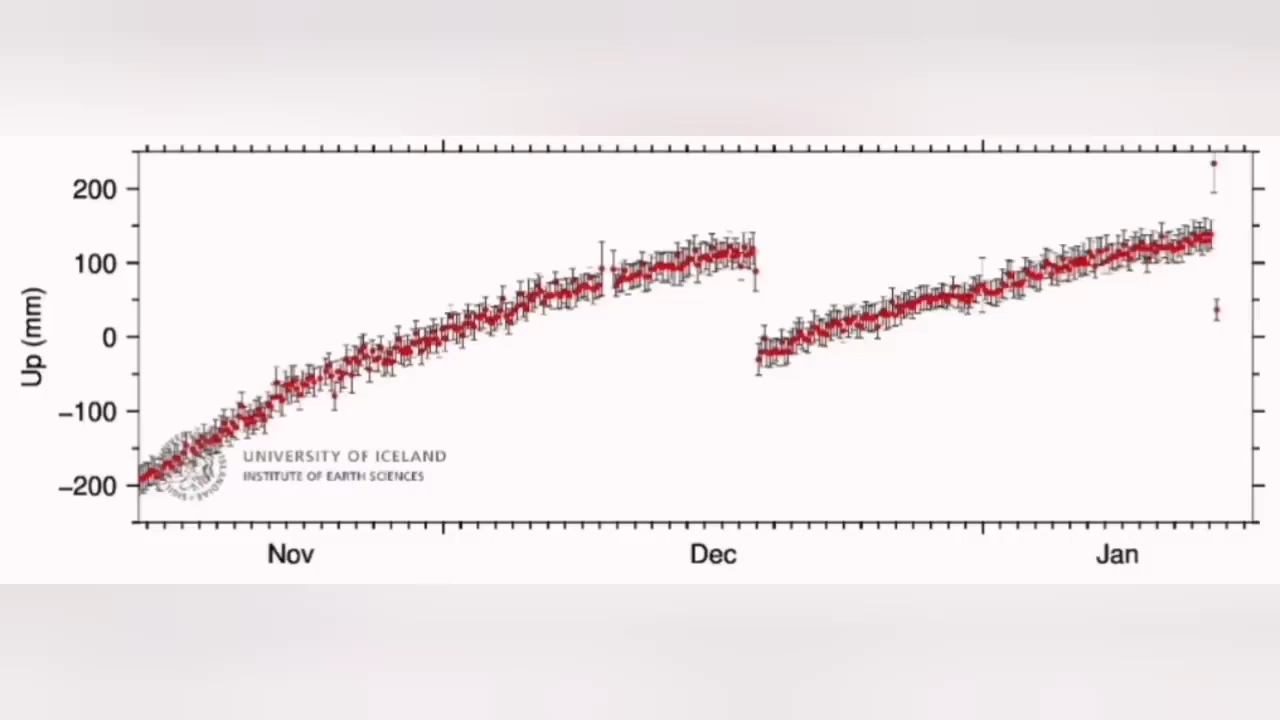 200
100
0
−100
−200
Up (mm)
UNIVERSITY OF ICELAND
INSTITUTE OF EARTH SCIENCES
Nov
Dec
Jan